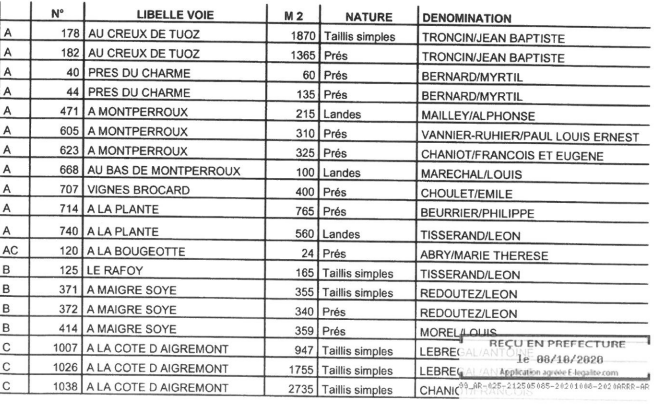 N° LIBELLE VOIE M 2 NATURE DENOMINATION
A 178 AU CREUX DE TUOZ 1870 Taillis simples TRONCIN/JEAN BAPTISTE
A 182 AU CREUX DE TUOZ 1365 Prés TRONCIN/JEAN BAPTISTE
A 40 PRES DU CHARME 60 Prés BERNARD/MYRTIL
A 44 PRES DU CHARME 135 Prés BERNARD/MYRTIL
A 471 A MONTPERROUX 215 Landes MAILLEY/ALPHONSE
A 605 A MONTPERROUX 310 Prés VANNIER-RUHIER/PAUL LOUIS ERNEST
A 623 A MONTPERROUX 325 Prés CHANIOT/FRANCOIS ET EUGENE
A 668 AU BAS DE MONTPERROUX 100 Landes MARECHAL/LOUIS
A 707 VIGNES BROCARD 400 Prés CHOULET/EMILE
A 714 A LA PLANTE 765 Prés BEURRIER/PHILIPPE
A 740 A LA PLANTE 560 Landes TISSERAND/LEON
AC 120 A LA BOUGEOTTE 24 Prés ABRY/MARIE THERESE
B 125 LE RAFOY 165 Taillis simples TISSERAND/LEON
B 371 A MAIGRE SOYE 355 Taillis simples REDOUTEZ/LEON
B 372 A MAIGRE SOYE 340 Prés REDOUTEZ/LEON
B 414 A MAIGRE SOYE 359 Prés MOREL/LOUIS
REÇU EN PREFECTURE
C 1007 A LA COTE D AIGREMONT 947 Taillis simples LEBREGAL/ANTOINE
le 08/10/2020
C 1026 A LA COTE D AIGREMONT 1755 Taillis simples
Application agréée E-legalite.com
C 1038 A LA COTE D AIGREMONT 2735 Taillis simples CHANIOT/FRANCOIS
99_AR-025-212505085-20201008-2020ARRR-AR